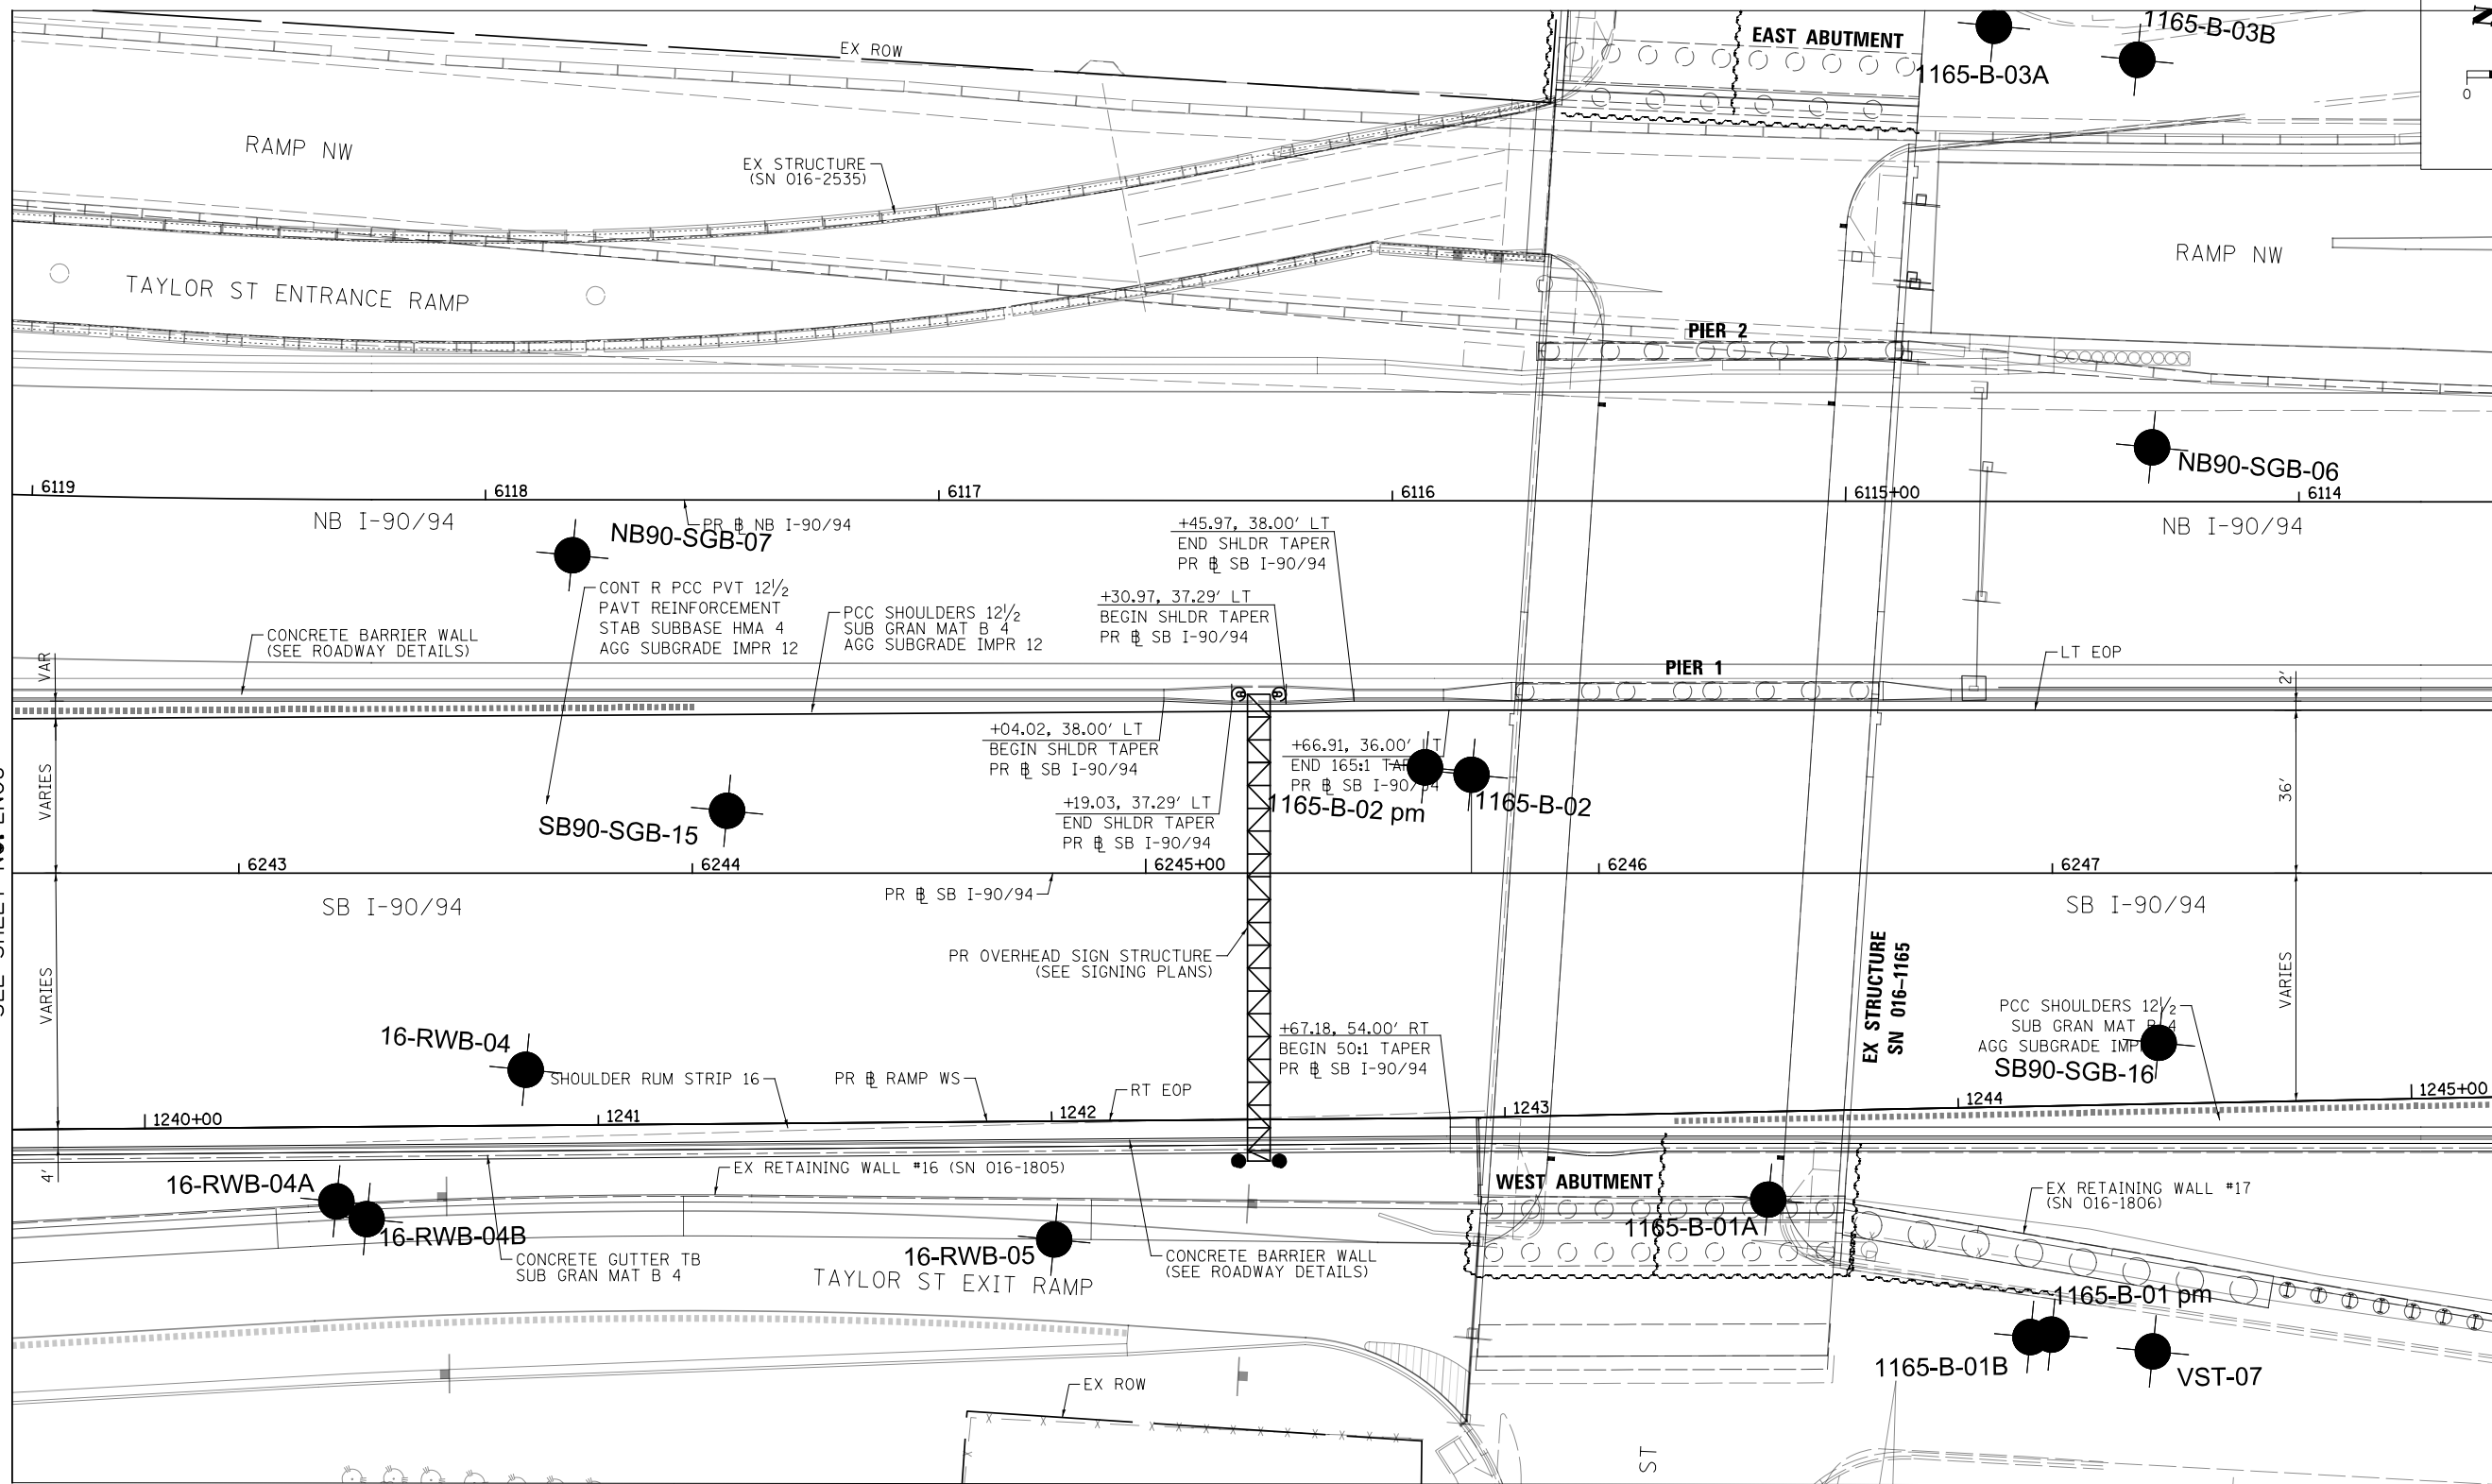 EX ROW
EAST ABUTMENT
1165-B-03A
1165-B-03B
N
0
RAMP NW
EX STRUCTURE
(SN 016-2535)
RAMP NW
TAYLOR ST ENTRANCE RAMP
PIER 2
NB90-SGB-06
6119
6118
6117
6116
6115+00
6114
NB I-90/94
PR ⅊ NB I-90/94
NB I-90/94
NB90-SGB-07
+45.97, 38.00' LT
END SHLDR TAPER
PR ⅊ SB I-90/94
CONT R PCC PVT 12½
PAVT REINFORCEMENT
STAB SUBBASE HMA 4
AGG SUBGRADE IMPR 12
PCC SHOULDERS 12½
SUB GRAN MAT B 4
AGG SUBGRADE IMPR 12
+30.97, 37.29' LT
BEGIN SHLDR TAPER
PR ⅊ SB I-90/94
CONCRETE BARRIER WALL
(SEE ROADWAY DETAILS)
VAR
PIER 1
LT EOP
2'
+04.02, 38.00' LT
BEGIN SHLDR TAPER
PR ⅊ SB I-90/94
+66.91, 36.00' LT
END 165:1 TAPER
PR ⅊ SB I-90/94
VARIES
36'
+19.03, 37.29' LT
END SHLDR TAPER
PR ⅊ SB I-90/94
1165-B-02 pm
1165-B-02
SB90-SGB-15
6243
6244
6245+00
6246
6247
PR ⅊ SB I-90/94
SB I-90/94
SB I-90/94
PR OVERHEAD SIGN STRUCTURE
(SEE SIGNING PLANS)
EX STRUCTURE
SN 016-1165
VARIES
VARIES
PCC SHOULDERS 12½
SUB GRAN MAT B 4
AGG SUBGRADE IMP
SB90-SGB-16
+67.18, 54.00' RT
BEGIN 50:1 TAPER
PR ⅊ SB I-90/94
16-RWB-04
SHOULDER RUM STRIP 16
PR ⅊ RAMP WS
RT EOP
1240+00
1241
1242
1243
1244
1245+00
4'
EX RETAINING WALL #16 (SN 016-1805)
16-RWB-04A
16-RWB-04B
CONCRETE GUTTER TB
SUB GRAN MAT B 4
16-RWB-05
TAYLOR ST EXIT RAMP
CONCRETE BARRIER WALL
(SEE ROADWAY DETAILS)
WEST ABUTMENT
1165-B-01A
EX RETAINING WALL #17
(SN 016-1806)
1165-B-01 pm
1165-B-01B
VST-07
EX ROW
ST